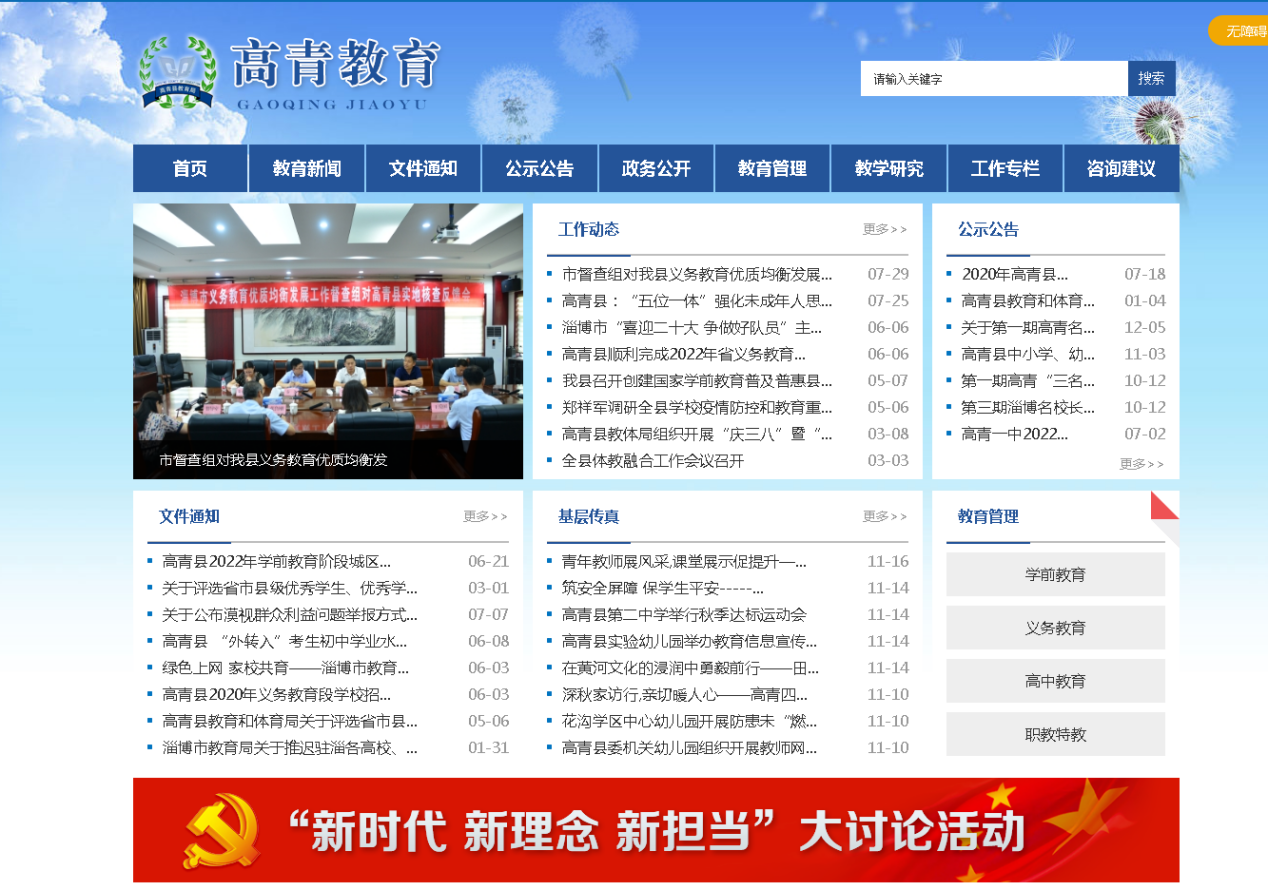 无障碍
高青教育
GAOQING JIAOYU
请输入关键字
搜索
首页 教育新闻 文件通知 公示公告 政务公开 教育管理 教学研究 工作专栏 咨询建议
淄博市义务教育优质均衡发展工作督查组对高青县实地核查反馈会
市督查组对我县义务教育优质均衡发
工作动态 更多>>
市督查组对我县义务教育优质均衡发展... 07-29
高青县：“五位一体”强化未成年人思... 07-25
淄博市“喜迎二十大 争做好队员”主... 06-06
高青县顺利完成2022年省义务教育... 06-06
我县召开创建国家学前教育普及普惠县... 05-07
郑祥军调研全县学校疫情防控和教育重... 05-06
高青县教体局组织开展“庆三八”暨“... 03-08
全县体教融合工作会议召开 03-03
公示公告
2020年高青县... 07-18
高青县教育和体育... 01-04
关于第一期高青名... 12-05
高青县中小学、幼... 11-03
第一期高青“三名... 10-12
第三期淄博名校长... 10-12
高青一中2022... 07-02
更多>>
文件通知 更多>>
高青县2022年学前教育阶段城区... 06-21
关于评选省市县级优秀学生、优秀学... 03-01
关于公布漠视群众利益问题举报方式... 07-07
高青县 “外转入”考生初中学业水... 06-08
绿色上网 家校共育——淄博市教育... 06-03
高青县2020年义务教育段学校招... 06-03
高青县教育和体育局关于评选省市县... 05-06
淄博市教育局关于推迟驻淄各高校、... 01-31
基层传真 更多>>
青年教师展风采,课堂展示促提升—... 11-16
筑安全屏障 保学生平安-----... 11-14
高青县第二中学举行秋季达标运动会 11-14
高青县实验幼儿园举办教育信息宣传... 11-14
在黄河文化的浸润中勇毅前行——田... 11-14
深秋家访行,亲切暖人心——高青四... 11-10
花沟学区中心幼儿园开展防患未“燃... 11-10
高青县委机关幼儿园组织开展教师网... 11-10
教育管理
学前教育
义务教育
高中教育
职教特教
“新时代 新理念 新担当”大讨论活动